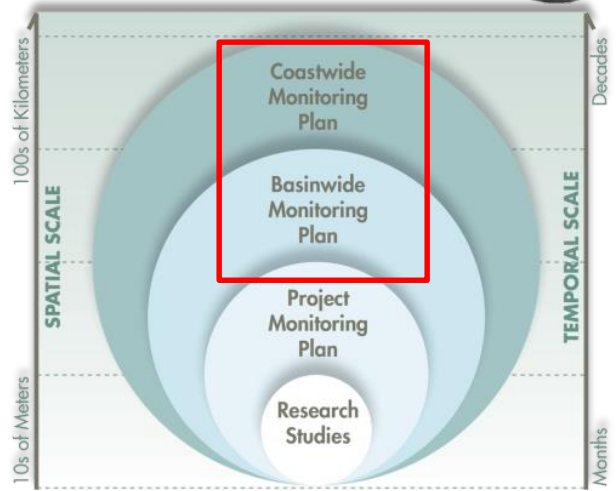 100s of Kilometers
Decades
Coastwide
Monitoring
Plan
Basinwide
Monitoring
Plan
SPATIAL SCALE
TEMPORAL SCALE
Project
Monitoring
Plan
Research
Studies
10s of Meters
Months